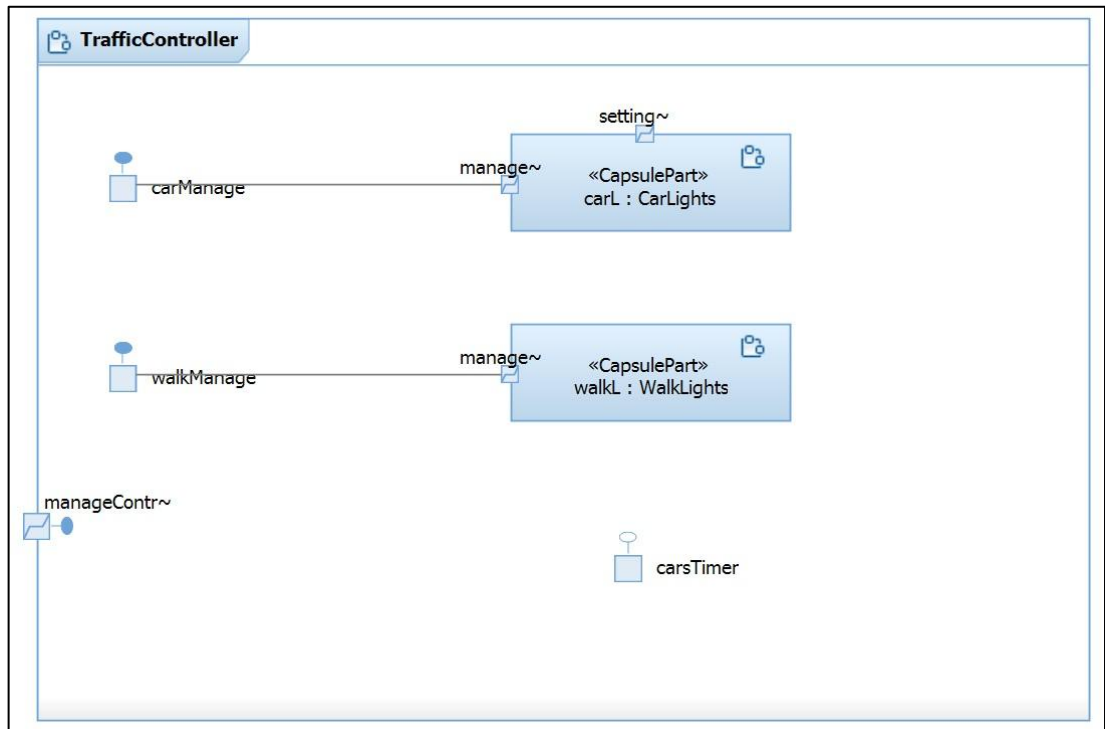 TrafficController
setting~
manage~
«CapsulePart»
carL : CarLights
carManage
manage~
«CapsulePart»
walkL : WalkLights
walkManage
manageContr~
carsTimer